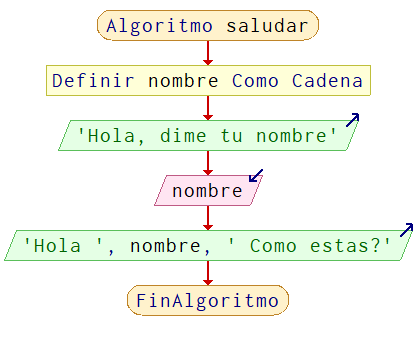 Algoritmo saludar
Definir nombre Como Cadena
'Hola, dime tu nombre'
nombre
'Hola ', nombre, ' Como estas?'
FinAlgoritmo